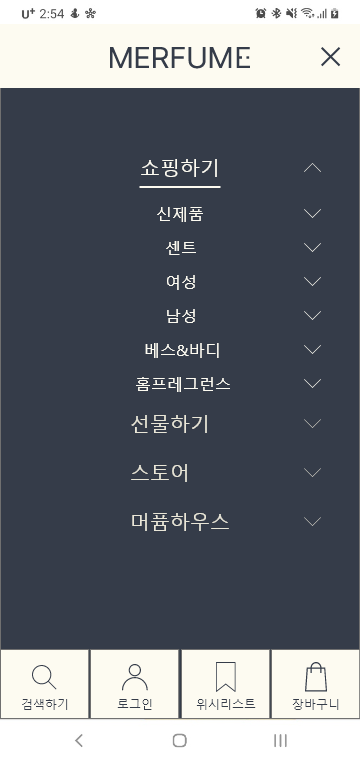 U+ 2:54
MERFUME
쇼핑하기
신제품
센트
여성
남성
베스&바디
홈프레그런스
선물하기
스토어
머퓸하우스
검색하기
로그인
위시리스트
장바구니